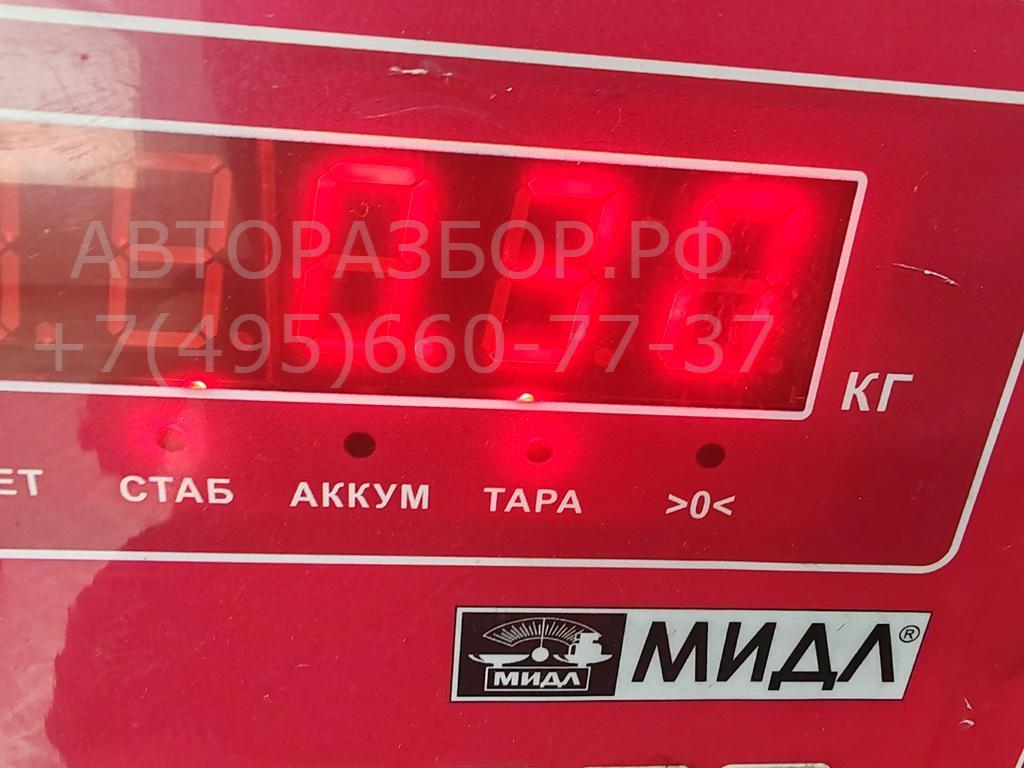 АВТОРАЗБОР.РФ
+7(495)660-77-37
КГ
ЕТ СТАБ АККУМ ТАРА >0<
МИДЛ МИДЛ®